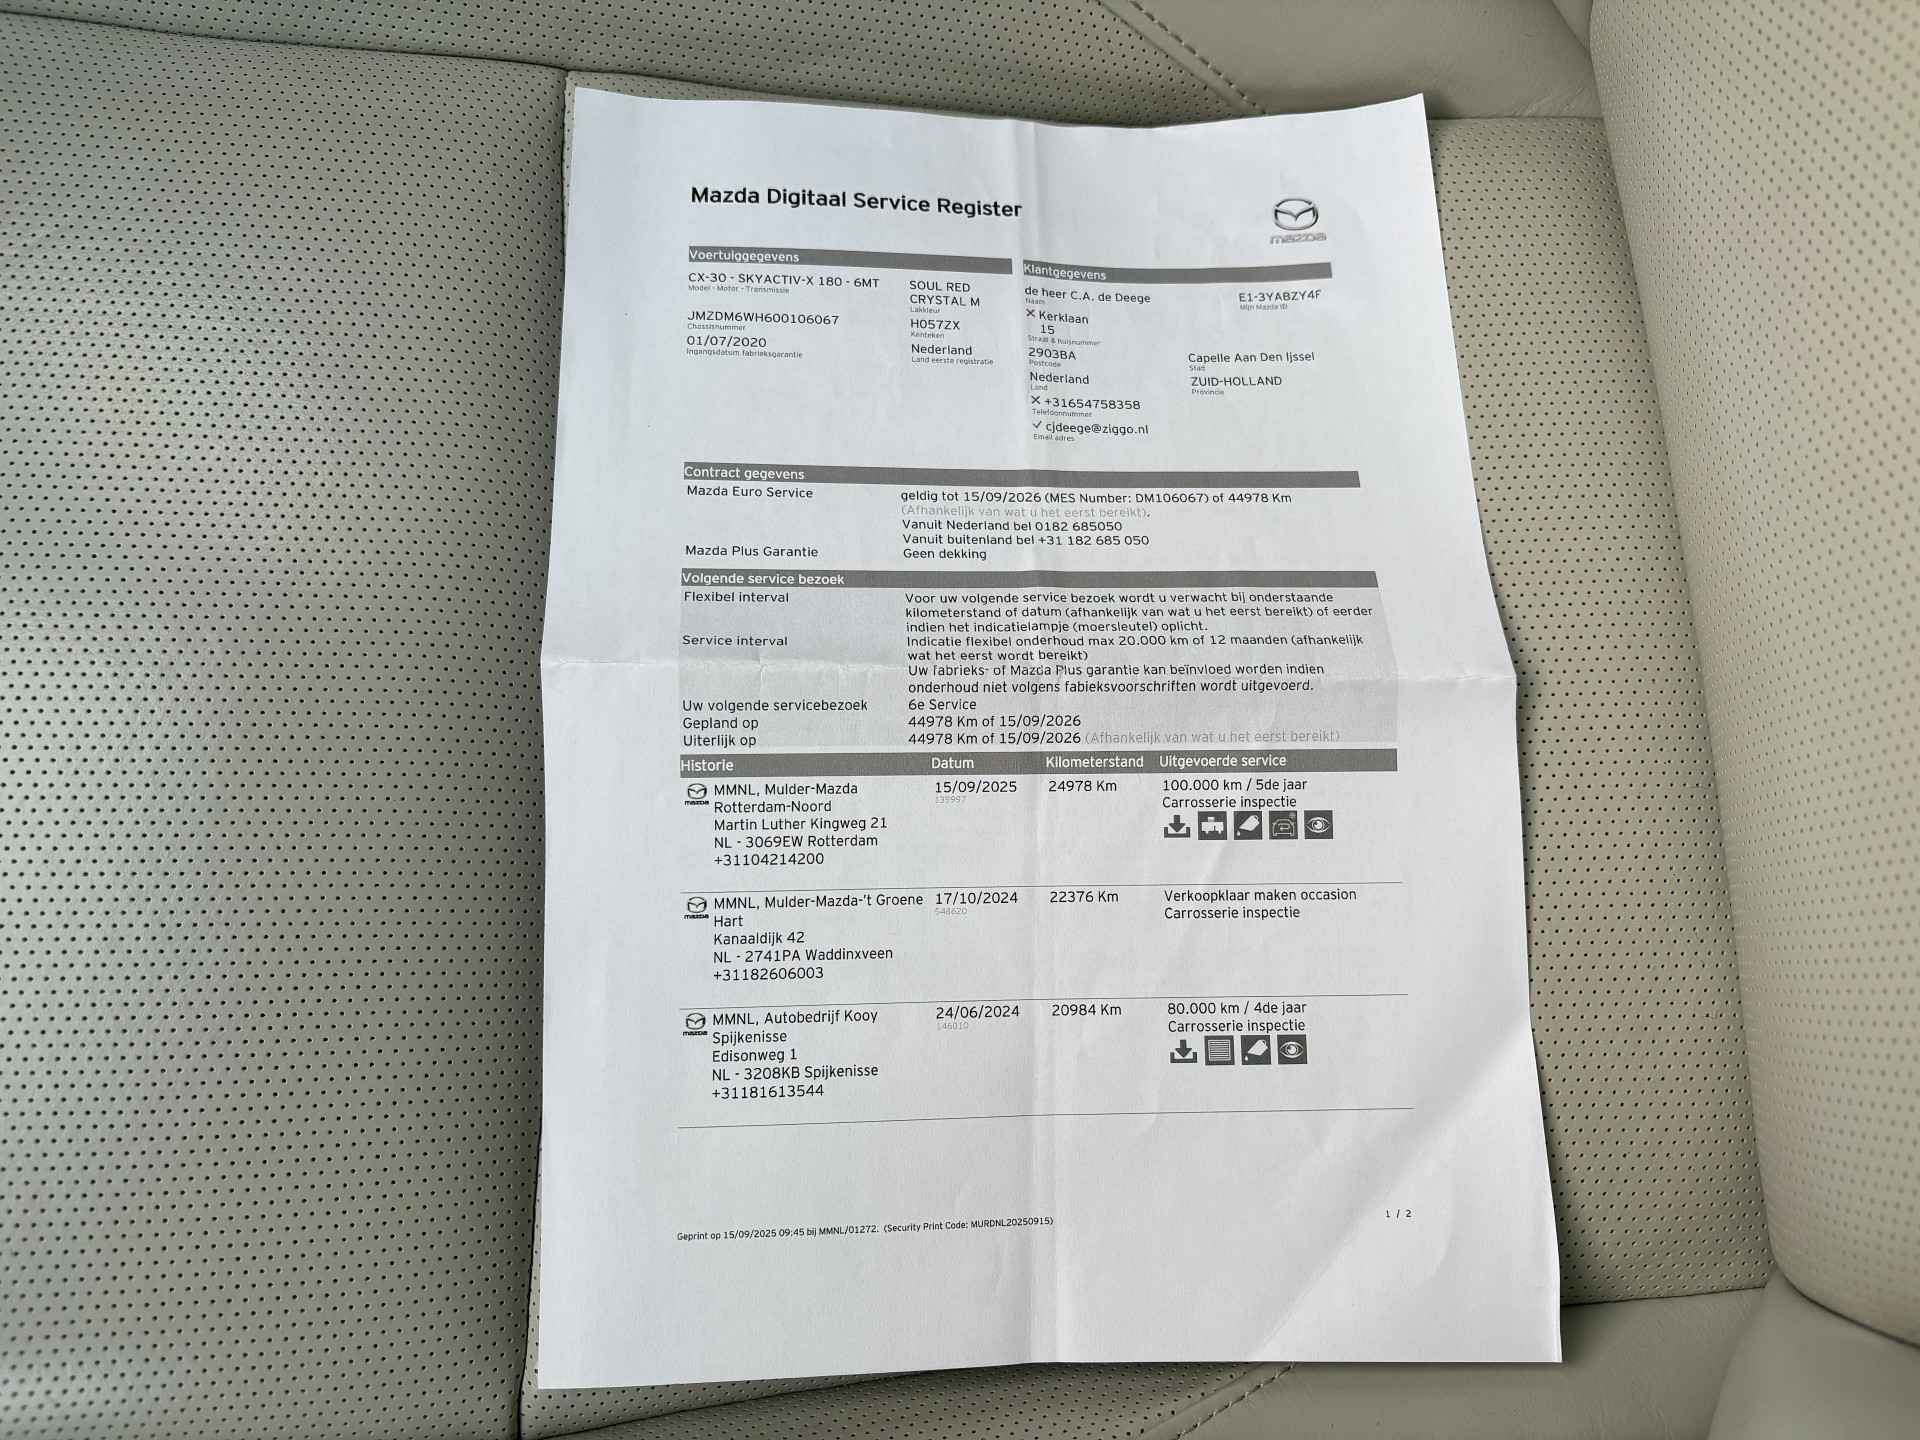 Mazda Digitaal Service Register
mazda
Voertuiggegevens
CX-30 - SKYACTIV-X 180 - 6MT
Model - Motor - Transmissie
JMZDM6WH600106067
Chassisnummer
01/07/2020
Ingangsdatum fabrieksgarantie
SOUL RED
CRYSTAL M
Lakkleur
H057ZX
Kenteken
Nederland
Land eerste registratie
Klantgegevens
de heer C.A. de Deege
Naam
✕ Kerklaan
15
Straat & huisnummer
2903BA
Postcode
Nederland
Land
✕ +31654758358
Telefoonnummer
✓ cjdeege@ziggo.nl
Email adres
E1-3YABZY4F
Mijn Mazda ID
Capelle Aan Den Ijssel
Stad
ZUID-HOLLAND
Provincie
Contract gegevens
Mazda Euro Service
geldig tot 15/09/2026 (MES Number: DM106067) of 44978 Km
(Afhankelijk van wat u het eerst bereikt).
Vanuit Nederland bel 0182 685050
Vanuit buitenland bel +31 182 685 050
Mazda Plus Garantie
Geen dekking
Volgende service bezoek
Flexibel interval
Voor uw volgende service bezoek wordt u verwacht bij onderstaande
kilometerstand of datum (afhankelijk van wat u het eerst bereikt) of eerder
indien het indicatielampje (moersleutel) oplicht.
Service interval
Indicatie flexibel onderhoud max 20.000 km of 12 maanden (afhankelijk
wat het eerst wordt bereikt)
Uw fabrieks- of Mazda Plus garantie kan beïnvloed worden indien
onderhoud niet volgens fabieksvoorschriften wordt uitgevoerd.
Uw volgende servicebezoek
6e Service
Gepland op
44978 Km of 15/09/2026
Uiterlijk op
44978 Km of 15/09/2026 (Afhankelijk van wat u het eerst bereikt)
Historie Datum Kilometerstand Uitgevoerde service
mazda
MMNL, Mulder-Mazda
Rotterdam-Noord
Martin Luther Kingweg 21
NL - 3069EW Rotterdam
+31104214200
15/09/2025
139997
24978 Km
100.000 km / 5de jaar
Carrosserie inspectie
mazda
MMNL, Mulder-Mazda-'t Groene
Hart
Kanaaldijk 42
NL - 2741PA Waddinxveen
+31182606003
17/10/2024
548620
22376 Km
Verkoopklaar maken occasion
Carrosserie inspectie
mazda
MMNL, Autobedrijf Kooy
Spijkenisse
Edisonweg 1
NL - 3208KB Spijkenisse
+31181613544
24/06/2024
146010
20984 Km
80.000 km / 4de jaar
Carrosserie inspectie
Geprint op 15/09/2025 09:45 bij MMNL/01272. (Security Print Code: MURDNL20250915)
1 / 2